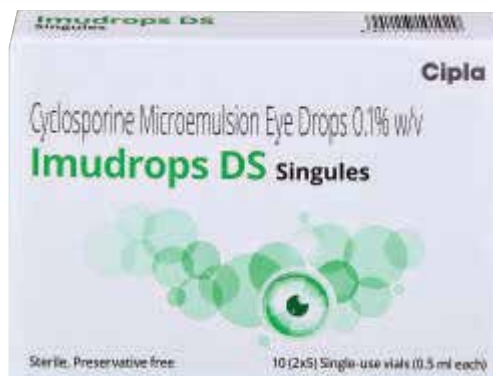 Imudrops DS
Singules
Cipla
Cyclosporine Microemulsion Eye Drops 0.1% w/v
Imudrops DS Singules
Sterile, Preservative free
10 (2x5) Single-use vials (0.5 ml each)